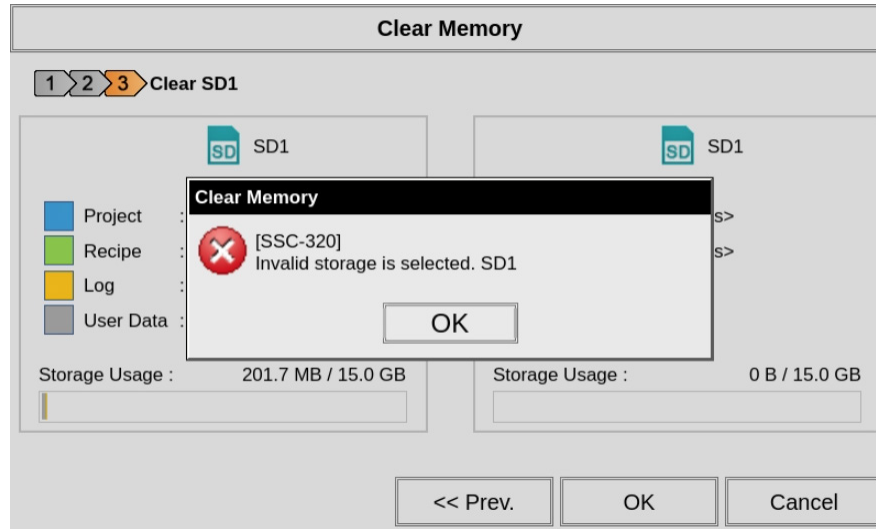 Clear Memory
1 2 3 Clear SD1
SD SD1
SD SD1
Clear Memory
Project :
s>
[SSC-320]
Recipe :
Invalid storage is selected. SD1
s>
Log :
OK
User Data :
Storage Usage : 201.7 MB / 15.0 GB
Storage Usage : 0 B / 15.0 GB
<< Prev.
OK
Cancel